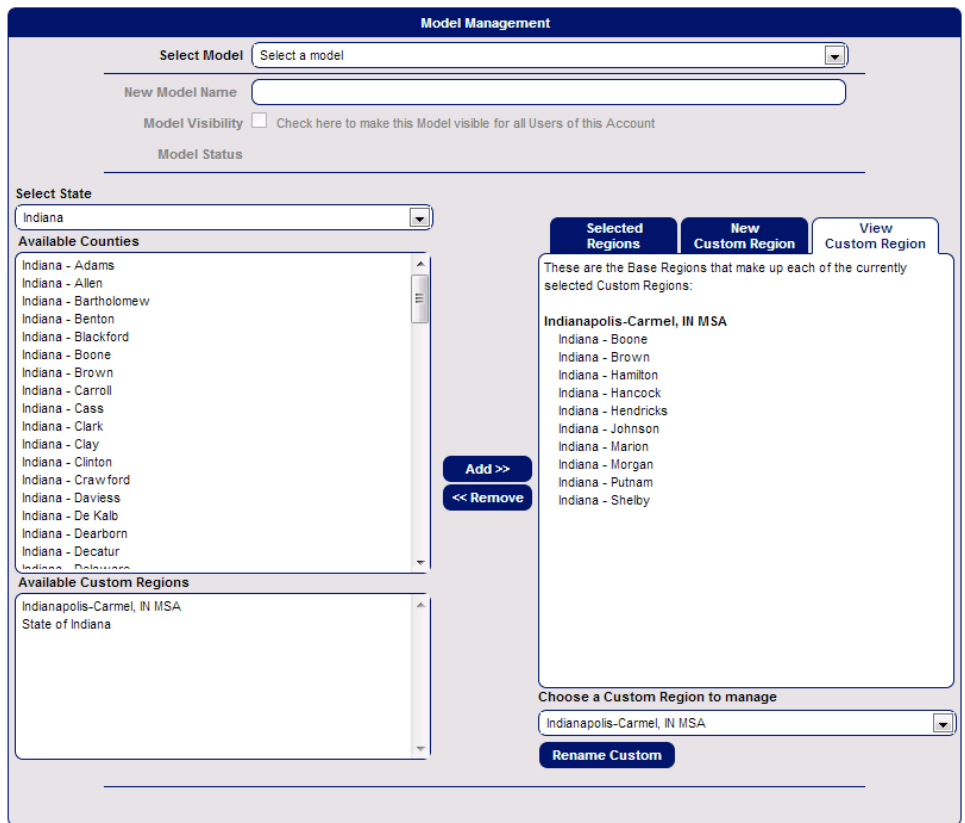 Model Management
Select Model
Select a model
New Model Name
Model Visibility
Check here to make this Model visible for all Users of this Account
Model Status
Select State
Indiana
Available Counties
Indiana - Adams
Indiana - Allen
Indiana - Bartholomew
Indiana - Benton
Indiana - Blackford
Indiana - Boone
Indiana - Brown
Indiana - Carroll
Indiana - Cass
Indiana - Clark
Indiana - Clay
Indiana - Clinton
Indiana - Crawford
Indiana - Daviess
Indiana - De Kalb
Indiana - Dearborn
Indiana - Decatur
Indiana - Delaware
Available Custom Regions
Indianapolis-Carmel, IN MSA
State of Indiana
Add >>
<< Remove
Selected
Regions
New
Custom Region
View
Custom Region
These are the Base Regions that make up each of the currently
selected Custom Regions:
Indianapolis-Carmel, IN MSA
Indiana - Boone
Indiana - Brown
Indiana - Hamilton
Indiana - Hancock
Indiana - Hendricks
Indiana - Johnson
Indiana - Marion
Indiana - Morgan
Indiana - Putnam
Indiana - Shelby
Choose a Custom Region to manage
Indianapolis-Carmel, IN MSA
Rename Custom